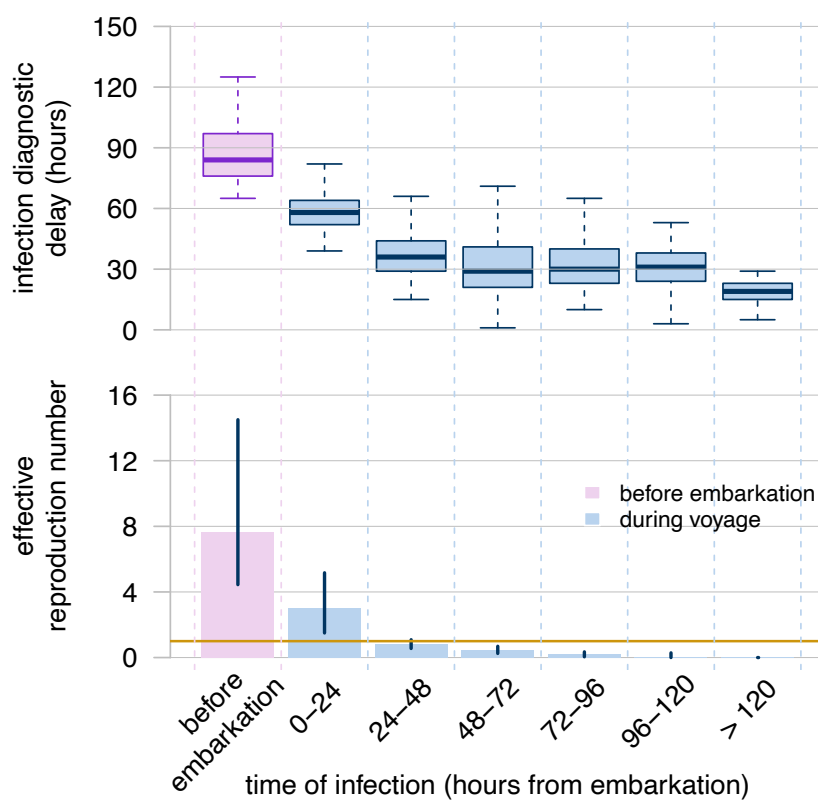 150
120
90
60
30
0
infection diagnostic
delay (hours)
16
12
8
4
0
effective
reproduction number
before embarkation
during voyage
before
embarkation
0–24
24–48
48–72
72–96
96–120
> 120
time of infection (hours from embarkation)